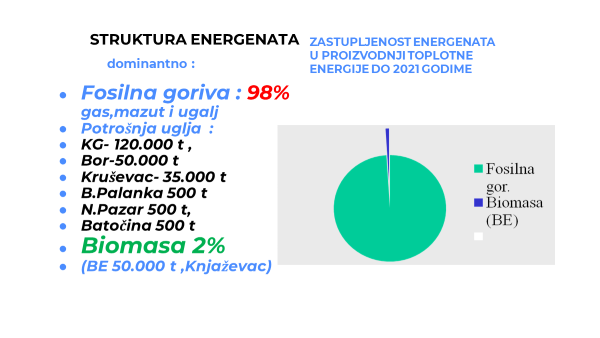 STRUKTURA ENERGENATA
dominantno :
ZASTUPLJENOST ENERGENATA
U PROIZVODNJI TOPLOTNE
ENERGIJE DO 2021 GODIME
• Fosilna goriva : 98%
gas,mazut i ugalj
• Potrošnja uglja :
• KG- 120.000 t ,
• Bor-50.000 t
• Kruševac- 35.000 t
• B.Palanka 500 t
• N.Pazar 500 t,
• Batočina 500 t
• Biomasa 2%
• (BE 50.000 t ,Knjaževac)
Fosilna
gor.
Biomasa
(BE)